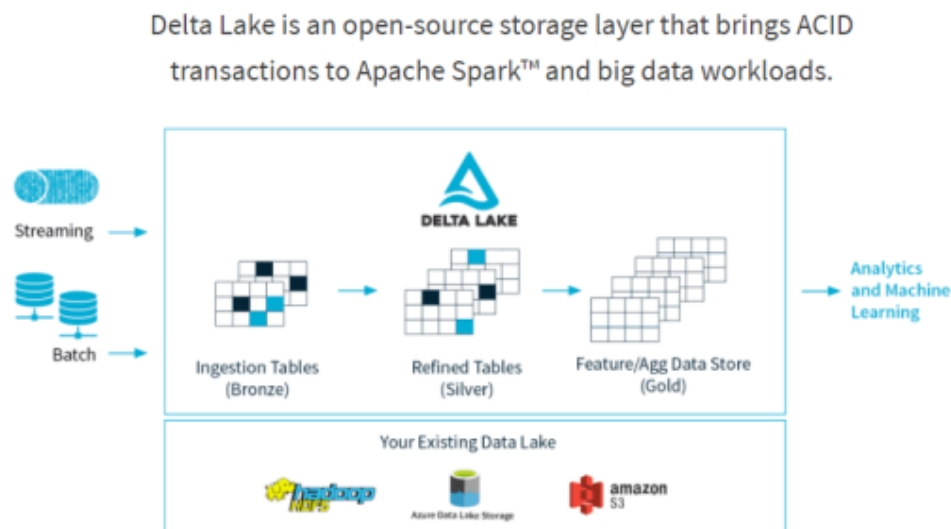 Delta Lake is an open-source storage layer that brings ACID
transactions to Apache Spark™ and big data workloads.
DELTA LAKE
Streaming
Batch
Ingestion Tables
(Bronze)
Refined Tables
(Silver)
Feature/Agg Data Store
(Gold)
Analytics
and Machine
Learning
Your Existing Data Lake
hadoop
HDFS
Azure Data Lake Storage
amazon
S3